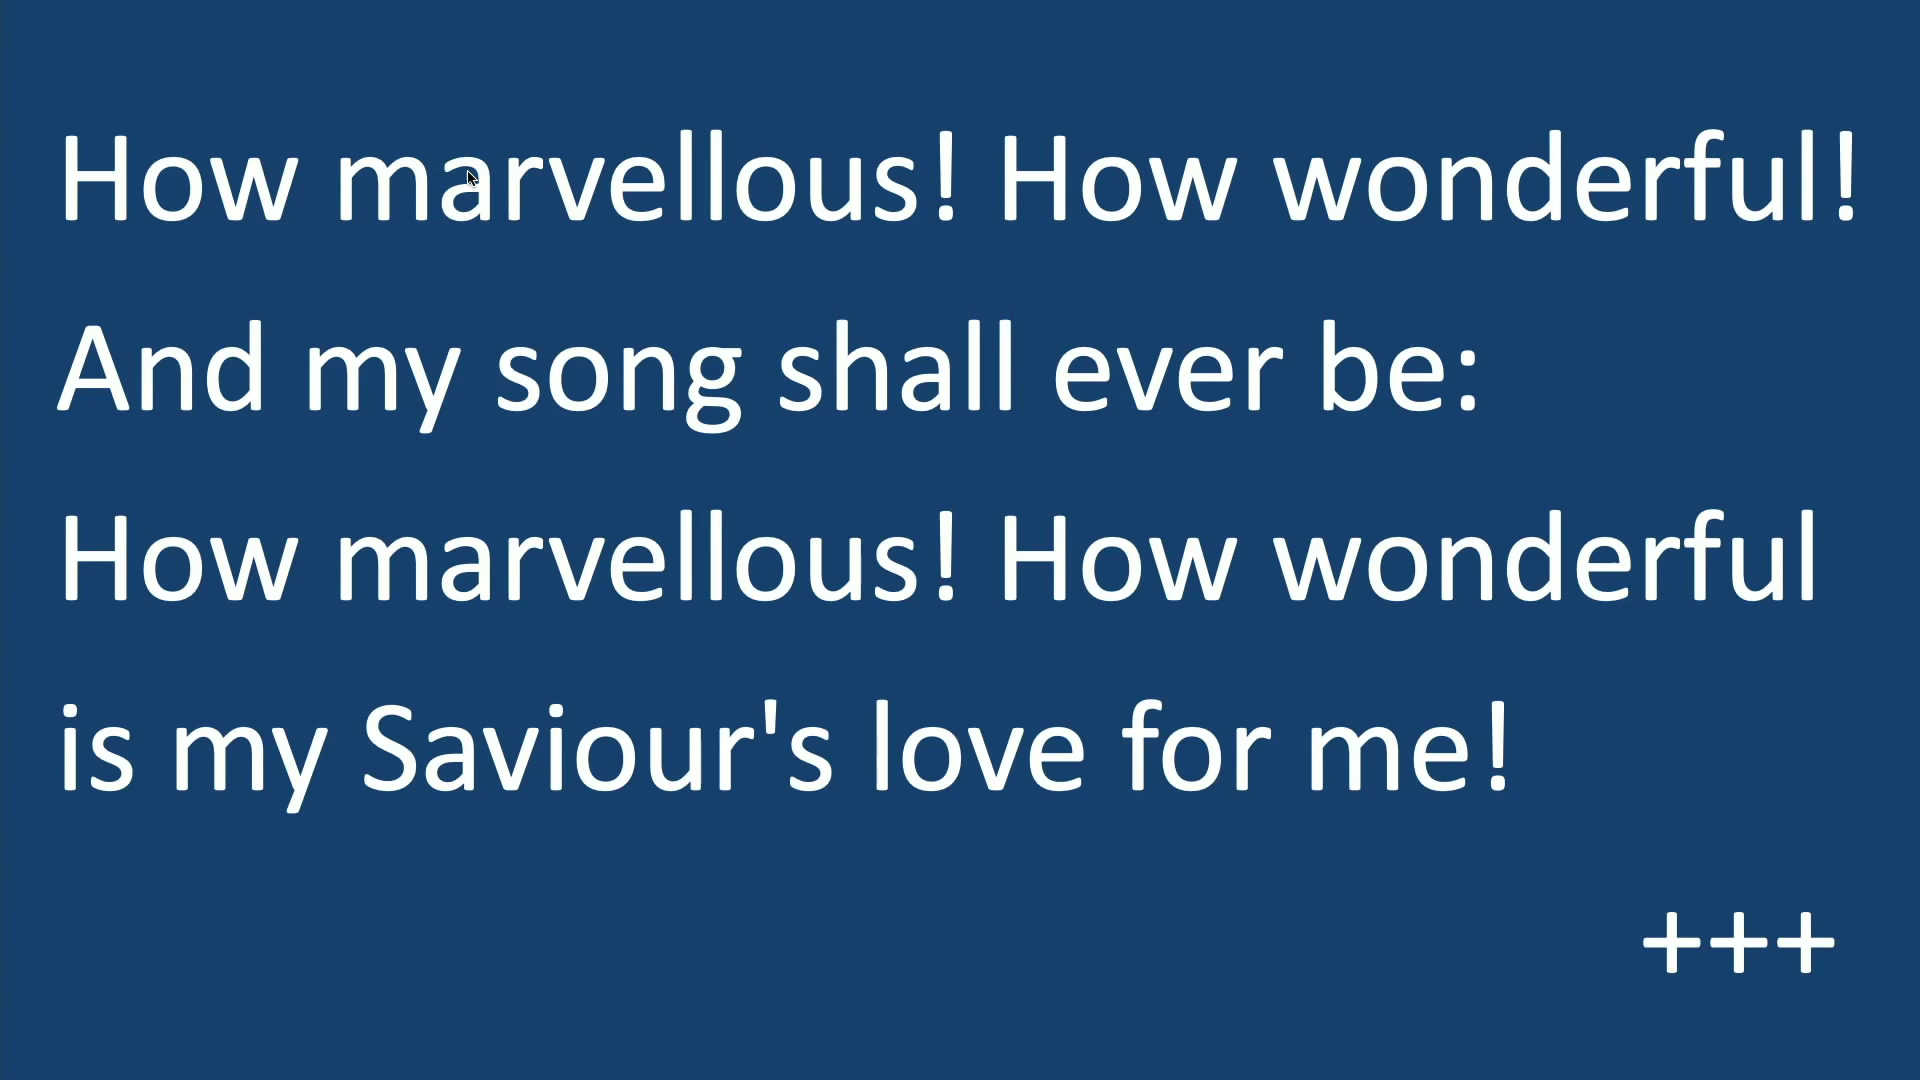 How marvellous! How wonderful!
And my song shall ever be:
How marvellous! How wonderful
is my Saviour's love for me!
+++